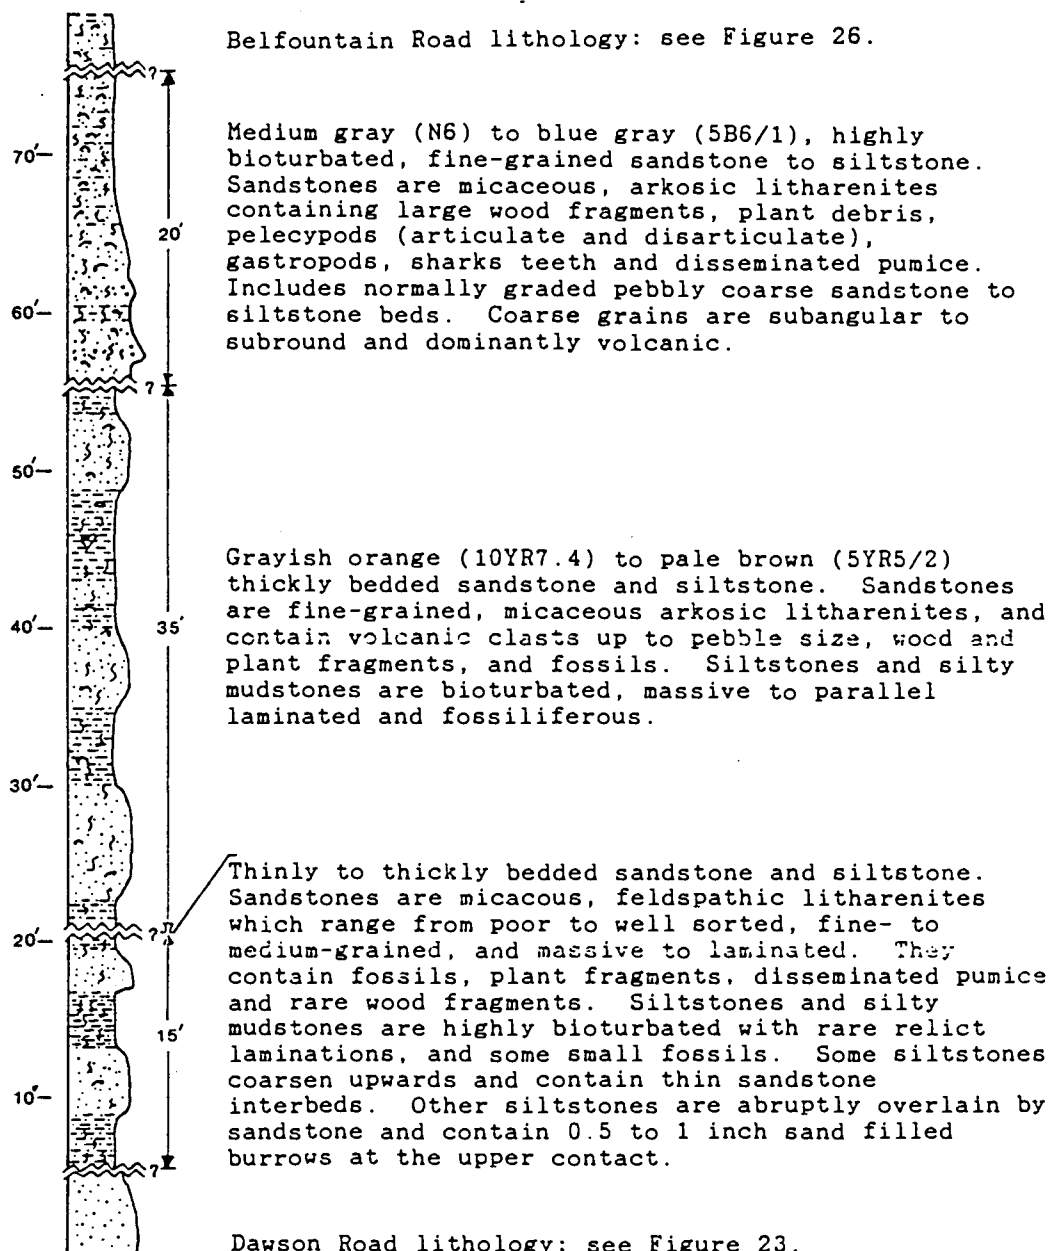 Belfountain Road lithology: see Figure 26.
?
70'
Medium gray (N6) to blue gray (5B6/1), highly
bioturbated, fine-grained sandstone to siltstone.
Sandstones are micaceous, arkosic litharenites
containing large wood fragments, plant debris,
20'
pelecypods (articulate and disarticulate),
gastropods, sharks teeth and disseminated pumice.
Includes normally graded pebbly coarse sandstone to
60'
siltstone beds. Coarse grains are subangular to
subround and dominantly volcanic.
?
50'
Grayish orange (10YR7.4) to pale brown (5YR5/2)
thickly bedded sandstone and siltstone. Sandstones
are fine-grained, micaceous arkosic litharenites, and
40'
35'
contain volcanic clasts up to pebble size, wood and
plant fragments, and fossils. Siltstones and silty
mudstones are bioturbated, massive to parallel
laminated and fossiliferous.
30'
Thinly to thickly bedded sandstone and siltstone.
Sandstones are micacous, feldspathic litharenites
which range from poor to well sorted, fine- to
20'
?
medium-grained, and massive to laminated. They
contain fossils, plant fragments, disseminated pumice
and rare wood fragments. Siltstones and silty
15'
mudstones are highly bioturbated with rare relict
laminations, and some small fossils. Some siltstones
coarsen upwards and contain thin sandstone
10'
interbeds. Other siltstones are abruptly overlain by
sandstone and contain 0.5 to 1 inch sand filled
burrows at the upper contact.
?
Dawson Road lithology: see Figure 23.